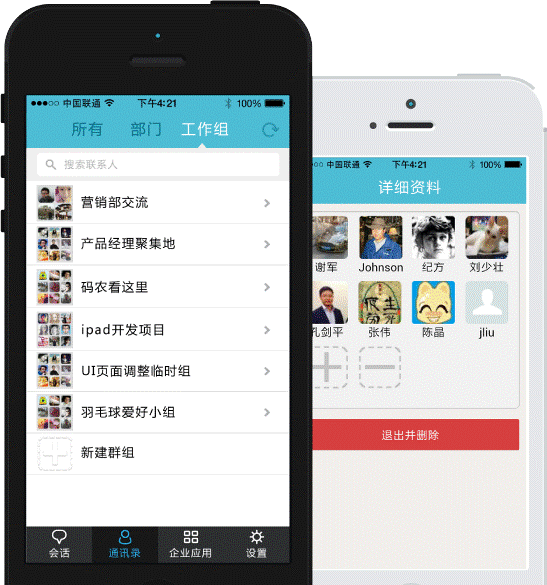 中国联通 下午4:21 100%
所有 部门 工作组
搜索联系人
营销部交流
产品经理聚集地
码农看这里
ipad开发项目
UI页面调整临时组
羽毛球爱好小组
新建群组
会话 通讯录 企业应用 设置
中国联通 下午4:21 100%
详细资料
谢军 Johnson 纪方 刘少壮
孔剑平 张伟 陈晶 jliu
退出并删除